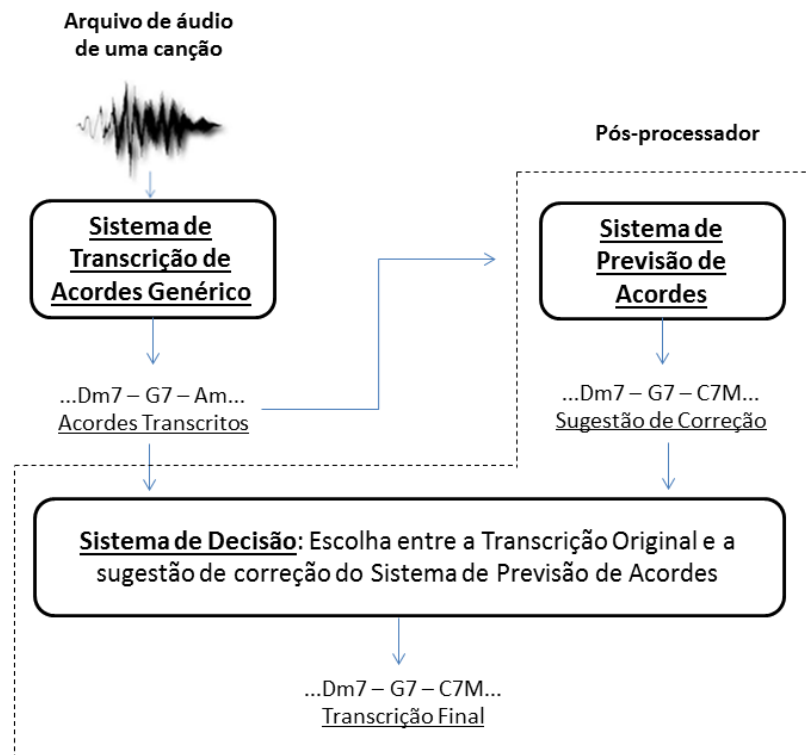 Arquivo de áudio
de uma canção
Pós-processador
Sistema de
Transcrição de
Acordes Genérico
Sistema de
Previsão de
Acordes
...Dm7 – G7 – Am...
Acordes Transcritos
...Dm7 – G7 – C7M...
Sugestão de Correção
Sistema de Decisão: Escolha entre a Transcrição Original e a
sugestão de correção do Sistema de Previsão de Acordes
...Dm7 – G7 – C7M...
Transcrição Final